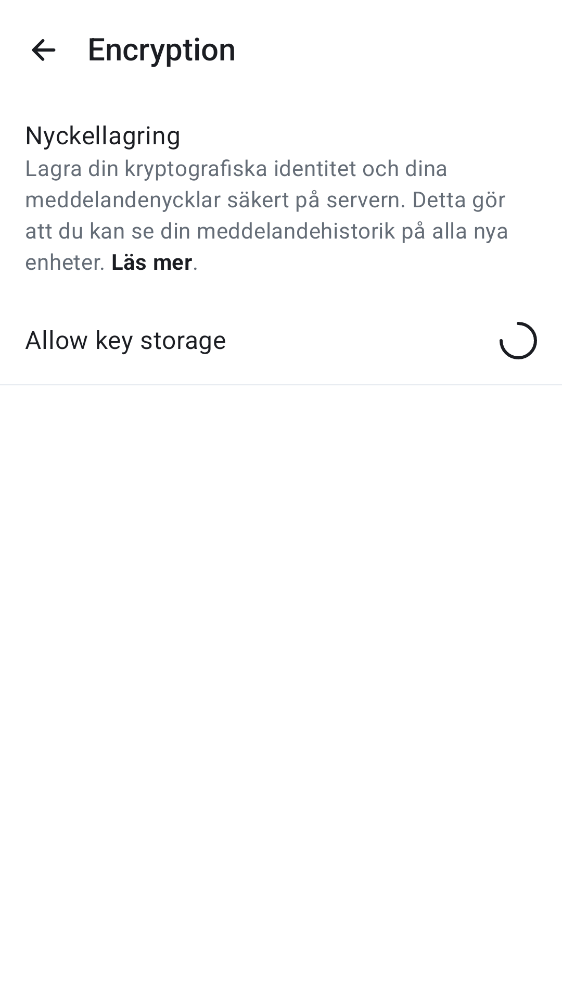 Encryption
Nyckellagring
Lagra din kryptografiska identitet och dina
meddelandenycklar säkert på servern. Detta gör
att du kan se din meddelandehistorik på alla nya
enheter. Läs mer.
Allow key storage